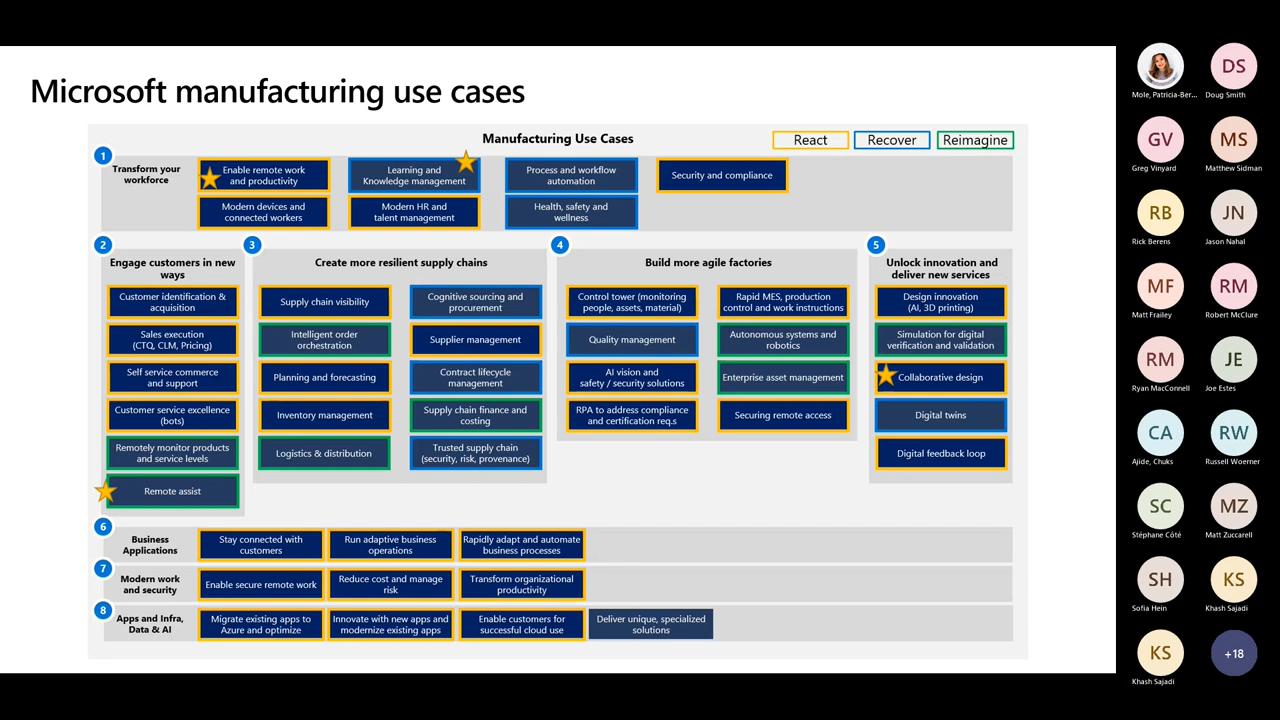 Microsoft manufacturing use cases
Manufacturing Use Cases
React
Recover
Reimagine
1
Transform your
workforce
Enable remote work
and productivity
Learning and
Knowledge management
Process and workflow
automation
Security and compliance
Modern devices and
connected workers
Modern HR and
talent management
Health, safety and
wellness
2
Engage customers in new
ways
Customer identification &
acquisition
Sales execution
(CTQ, CLM, Pricing)
Self service commerce
and support
Customer service excellence
(bots)
Remotely monitor products
and service levels
Remote assist
3
Create more resilient supply chains
Supply chain visibility
Intelligent order
orchestration
Planning and forecasting
Inventory management
Logistics & distribution
Cognitive sourcing and
procurement
Supplier management
Contract lifecycle
management
Supply chain finance and
costing
Trusted supply chain
(security, risk, provenance)
4
Build more agile factories
Control tower (monitoring
people, assets, material)
Quality management
AI vision and
safety / security solutions
RPA to address compliance
and certification req.s
Rapid MES, production
control and work instructions
Autonomous systems and
robotics
Enterprise asset management
Securing remote access
5
Unlock innovation and
deliver new services
Design innovation
(AI, 3D printing)
Simulation for digital
verification and validation
Collaborative design
Digital twins
Digital feedback loop
6
Business
Applications
Stay connected with
customers
Run adaptive business
operations
Rapidly adapt and automate
business processes
7
Modern work
and security
Enable secure remote work
Reduce cost and manage
risk
Transform organizational
productivity
8
Apps and Infra,
Data & AI
Migrate existing apps to
Azure and optimize
Innovate with new apps and
modernize existing apps
Enable customers for
successful cloud use
Deliver unique, specialized
solutions
Mole, Patricia-Ber...
DS
Doug Smith
GV
Greg Vinyard
MS
Matthew Sidman
RB
Rick Berens
JN
Jason Nahal
MF
Matt Frailey
RM
Robert McClure
RM
Ryan MacConnell
JE
Joe Estes
CA
Ajide, Chuks
RW
Russell Woerner
SC
Stéphane Côté
MZ
Matt Zuccarell
SH
Sofia Hein
KS
Khash Sajadi
KS
Khash Sajadi
+18